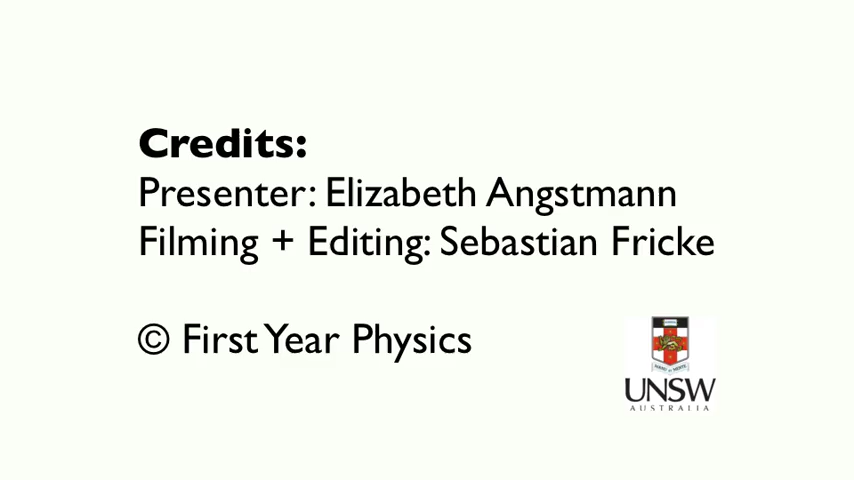 Credits:
Presenter: Elizabeth Angstmann
Filming + Editing: Sebastian Fricke
© First Year Physics
UNSW
AUSTRALIA